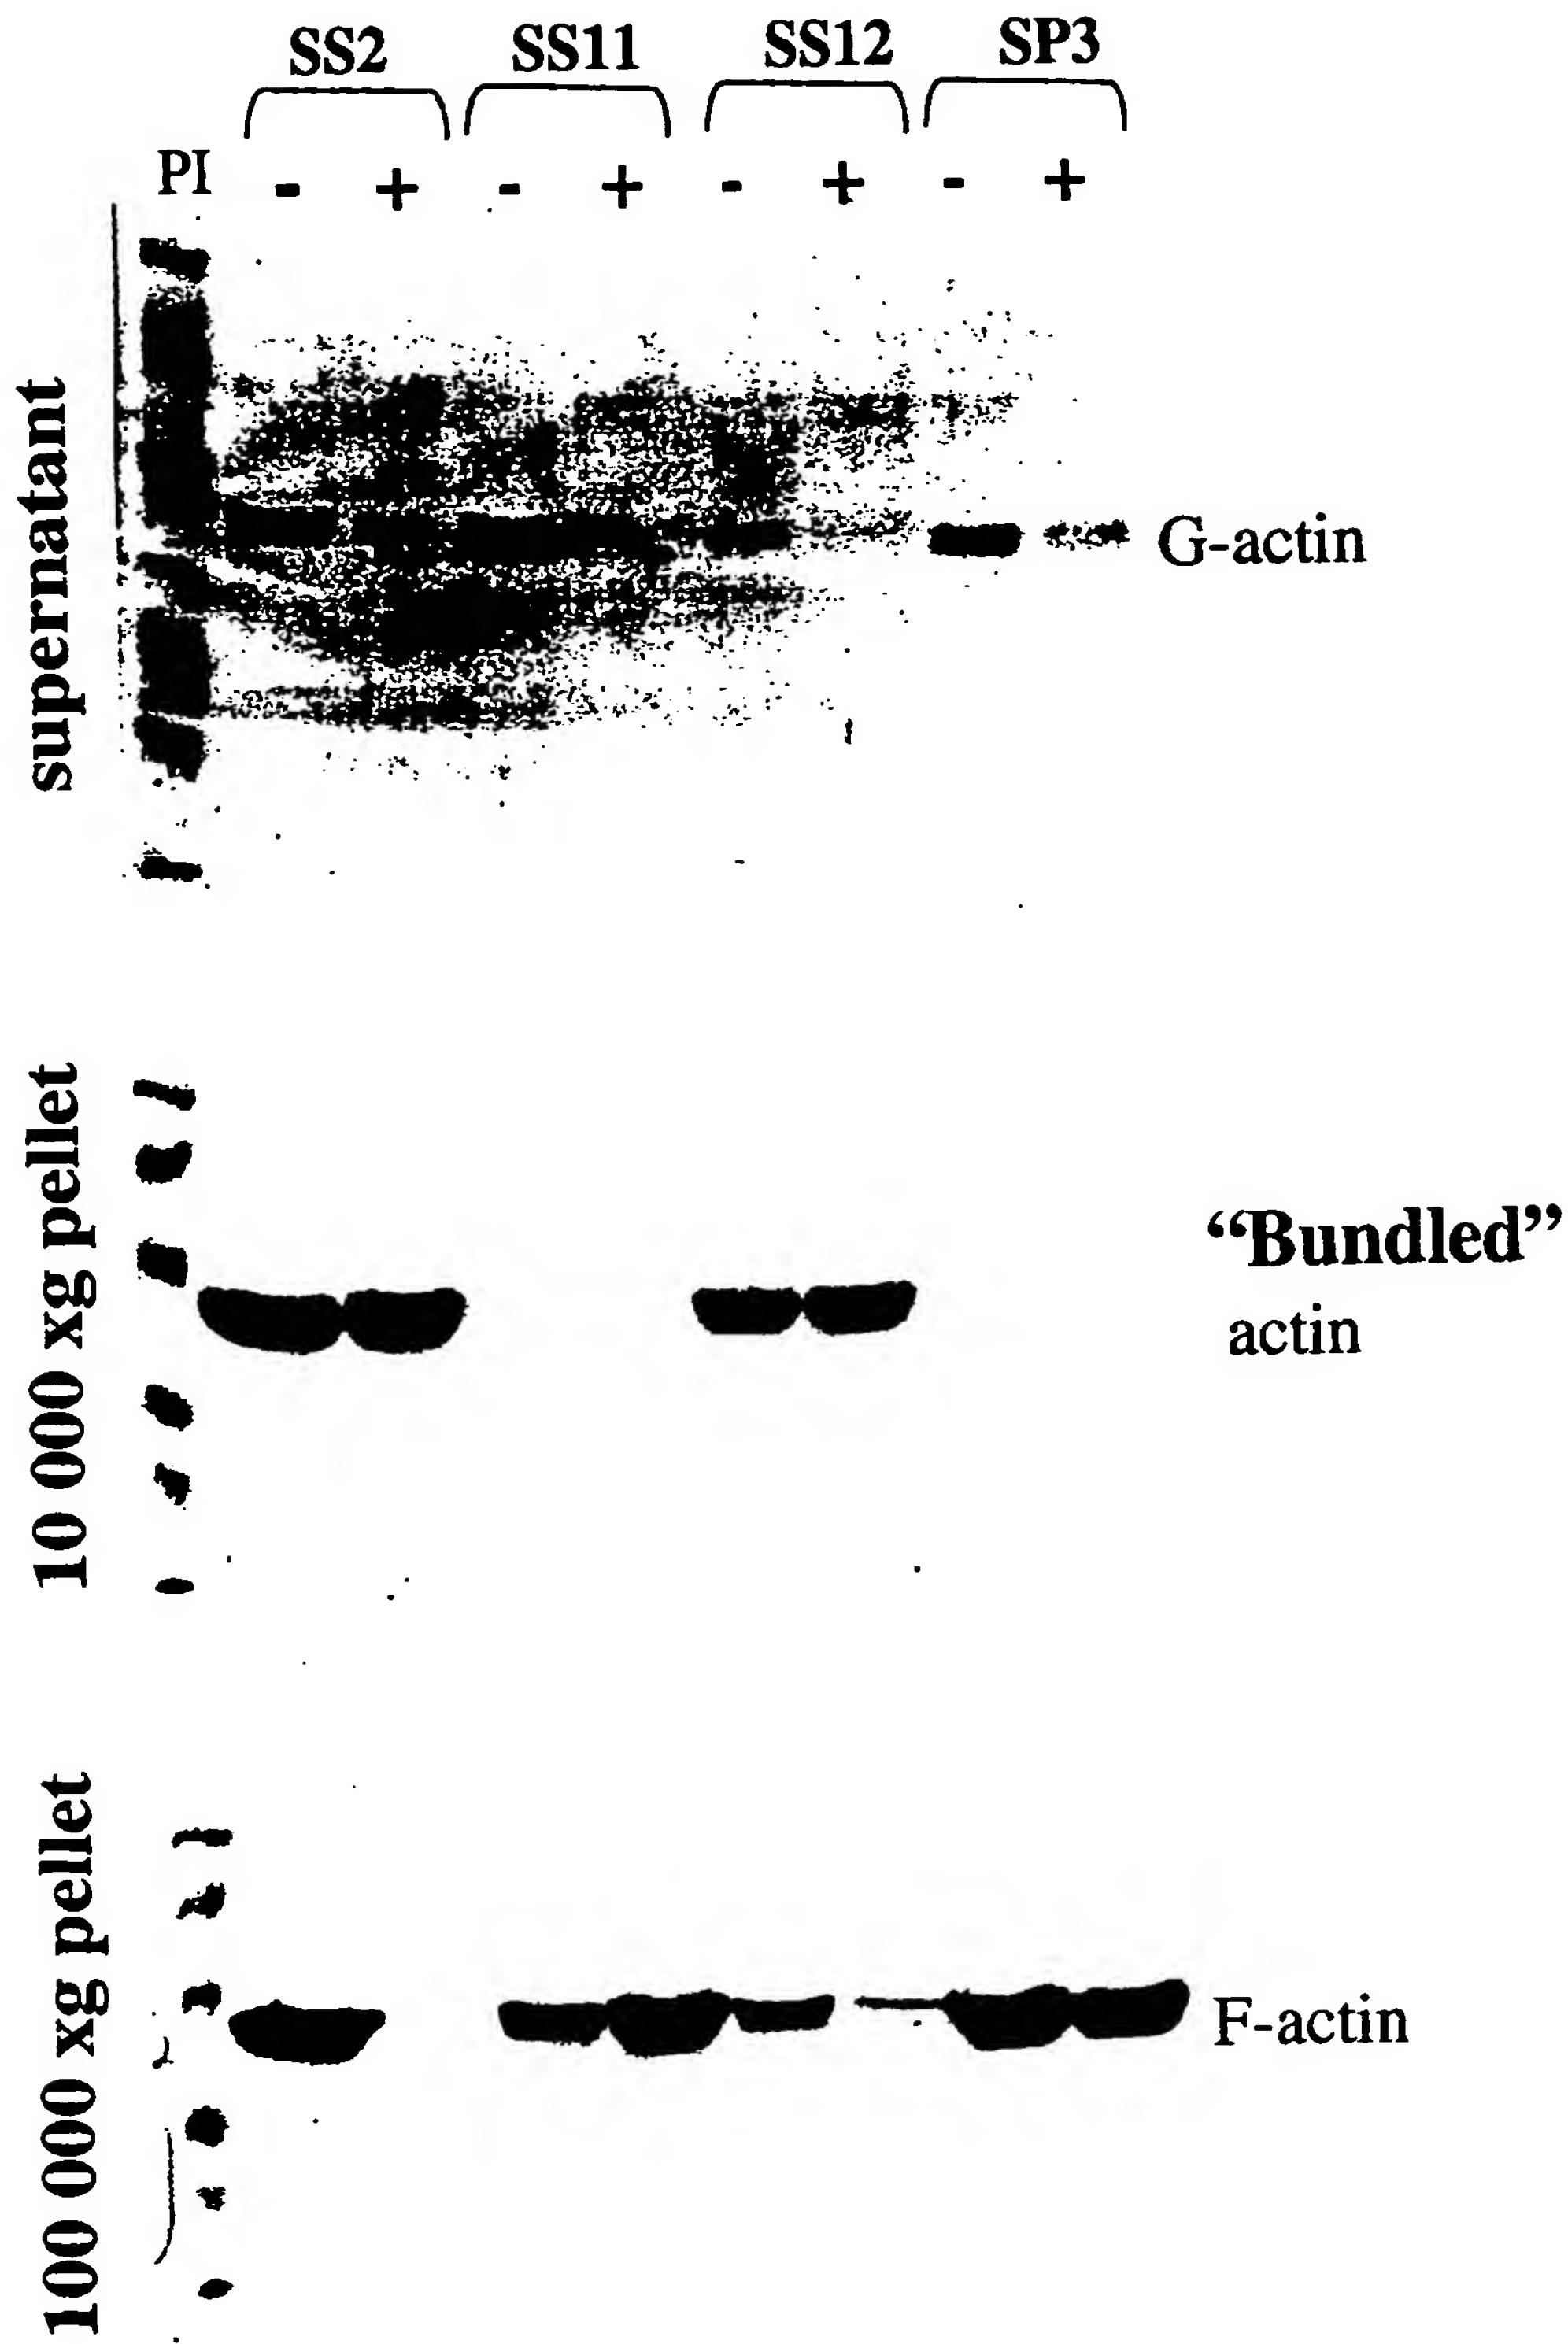 SS2 SS11 SS12 SP3
PI - + - + - + - +
supernatant
G-actin
10 000 xg pellet
“Bundled”
actin
100 000 xg pellet
F-actin